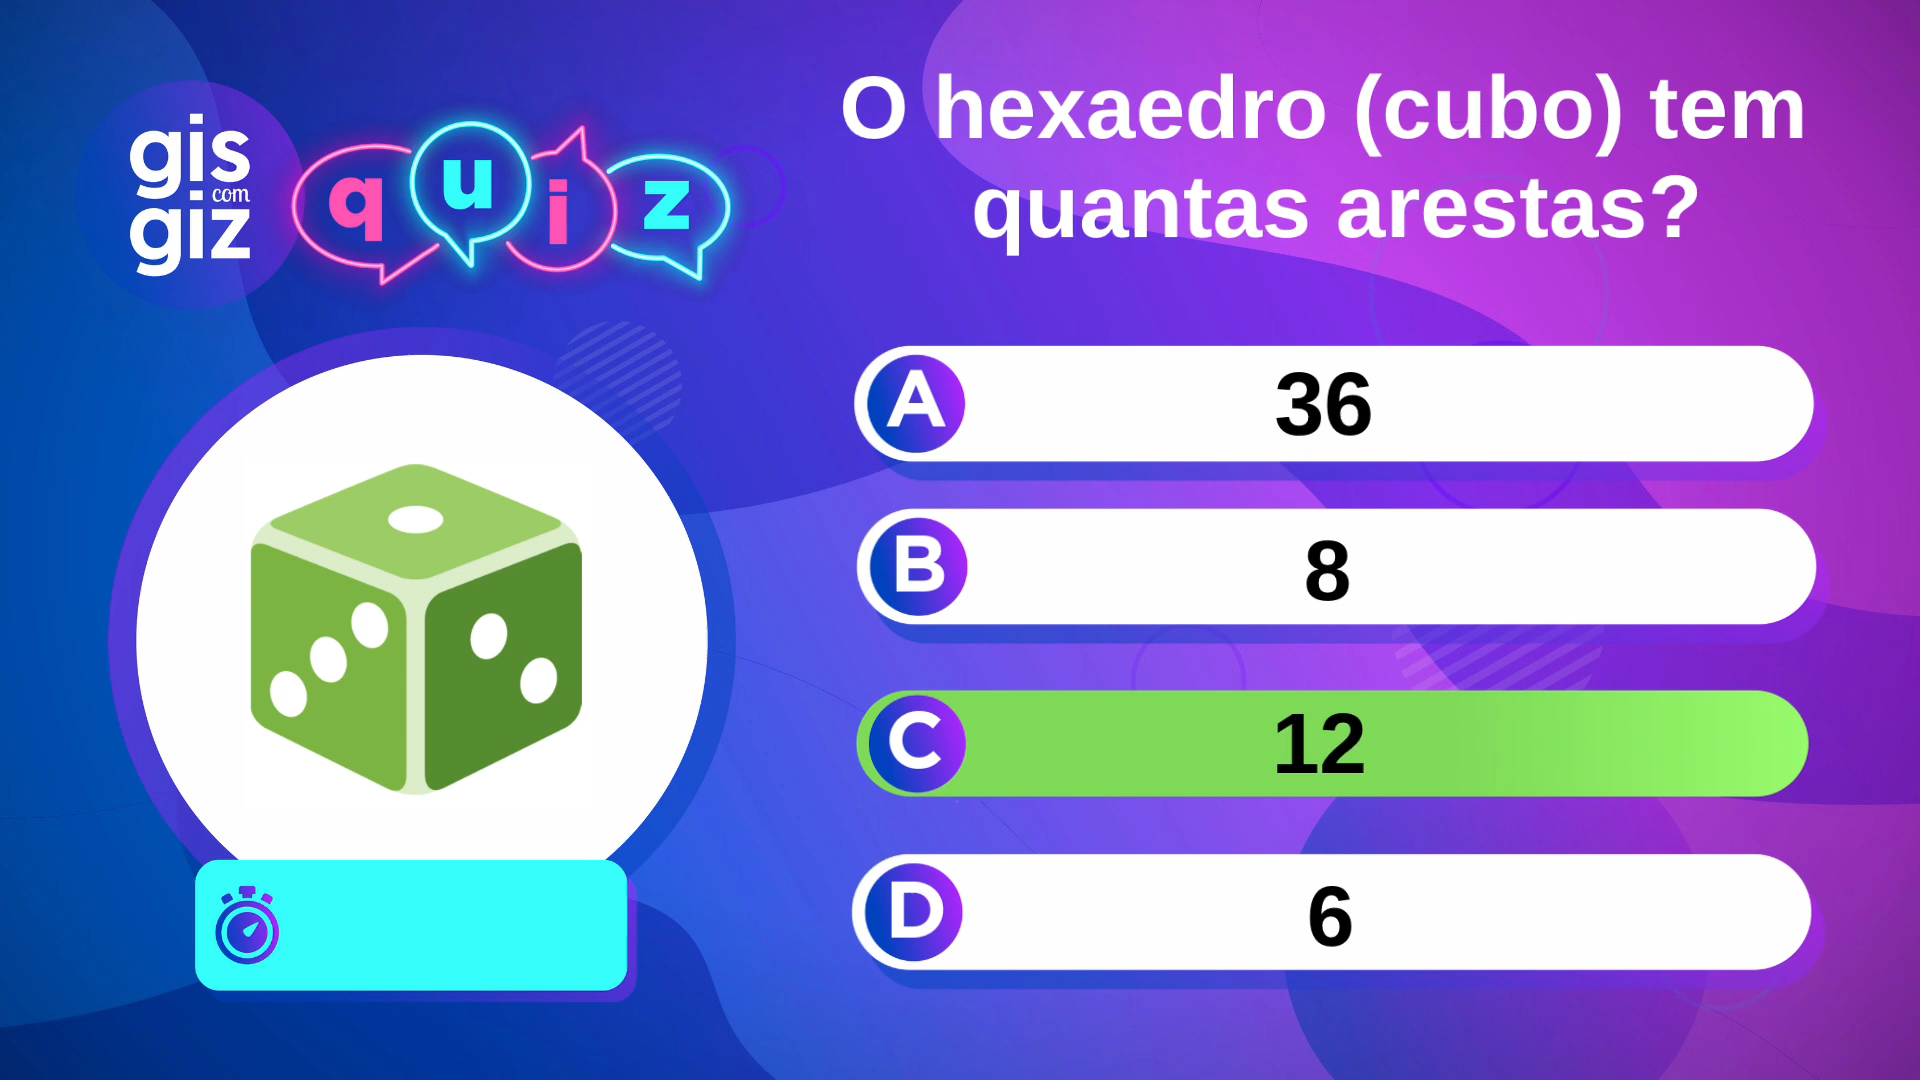 gis
com
giz
quiz
O hexaedro (cubo) tem
quantas arestas?
A 36
B 8
C 12
D 6